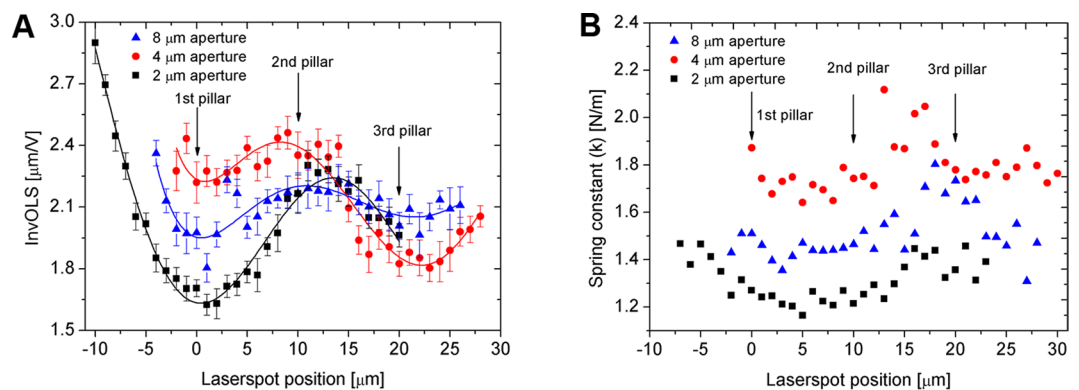 A
InvOLS [μm/V]
3.0
2.7
2.4
2.1
1.8
1.5
8 μm aperture
4 μm aperture
2 μm aperture
1st pillar
2nd pillar
3rd pillar
-10 -5 0 5 10 15 20 25 30
Laserspot position [μm]
B
Spring constant (k) [N/m]
2.4
2.2
2.0
1.8
1.6
1.4
1.2
8 μm aperture
4 μm aperture
2 μm aperture
1st pillar
2nd pillar
3rd pillar
-10 -5 0 5 10 15 20 25 30
Laserspot position [μm]